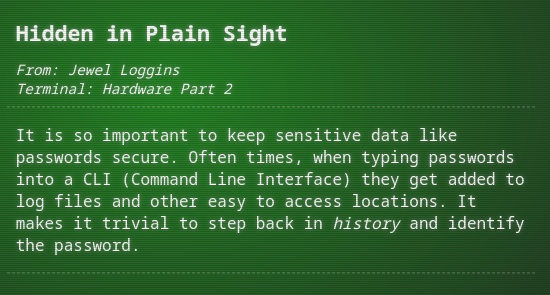 Hidden in Plain Sight
From: Jewel Loggins
Terminal: Hardware Part 2
It is so important to keep sensitive data like
passwords secure. Often times, when typing passwords
into a CLI (Command Line Interface) they get added to
log files and other easy to access locations. It
makes it trivial to step back in history and identify
the password.